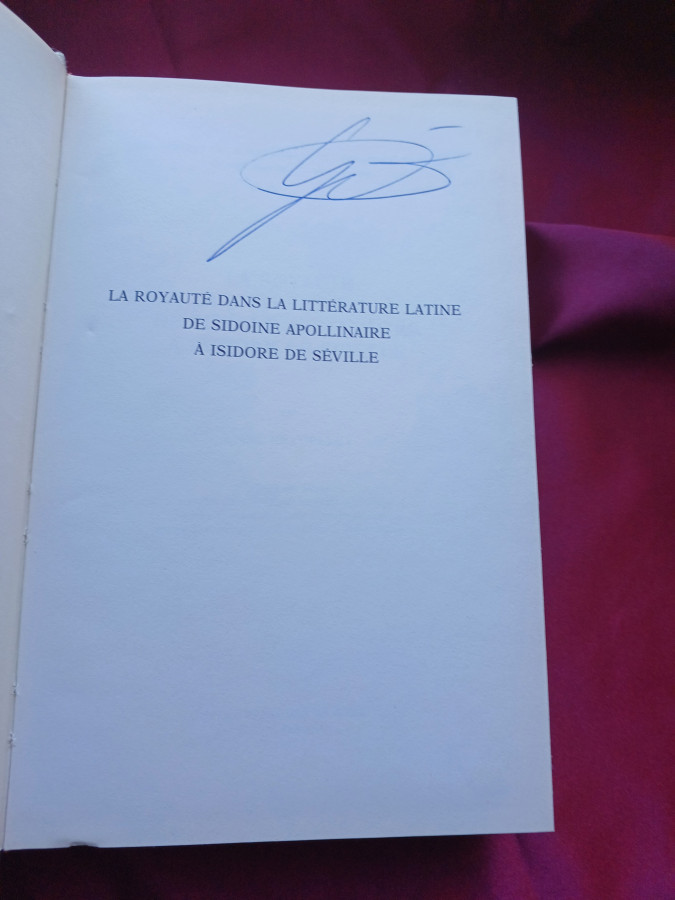 LA ROYAUTÉ DANS LA LITTÉRATURE LATINE
DE SIDOINE APOLLINAIRE
À ISIDORE DE SÉVILLE